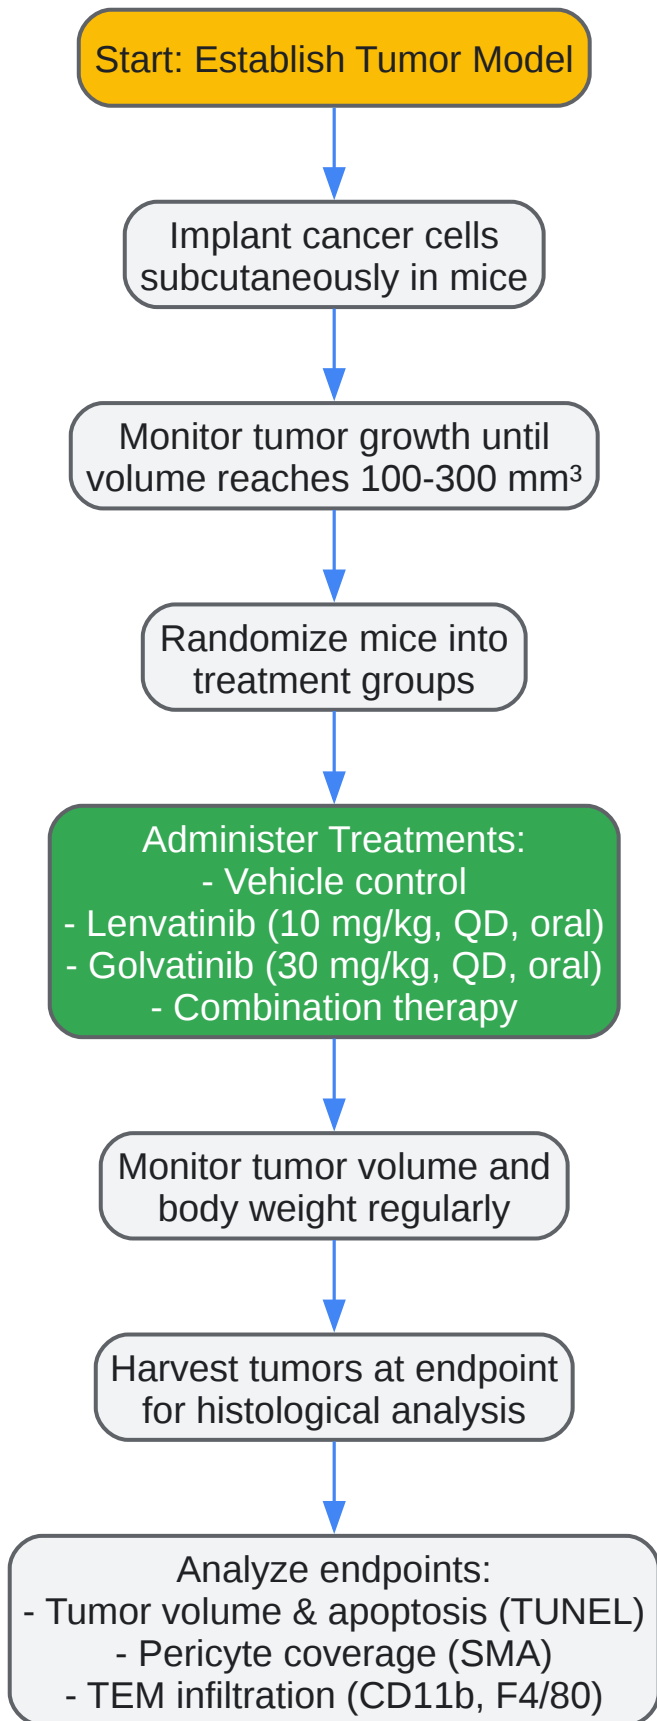 Start: Establish Tumor Model
Implant cancer cells
subcutaneously in mice
Monitor tumor growth until
volume reaches 100-300 mm³
Randomize mice into
treatment groups
Administer Treatments:
- Vehicle control
- Lenvatinib (10 mg/kg, QD, oral)
- Golvatinib (30 mg/kg, QD, oral)
- Combination therapy
Monitor tumor volume and
body weight regularly
Harvest tumors at endpoint
for histological analysis
Analyze endpoints:
- Tumor volume & apoptosis (TUNEL)
- Pericyte coverage (SMA)
- TEM infiltration (CD11b, F4/80)